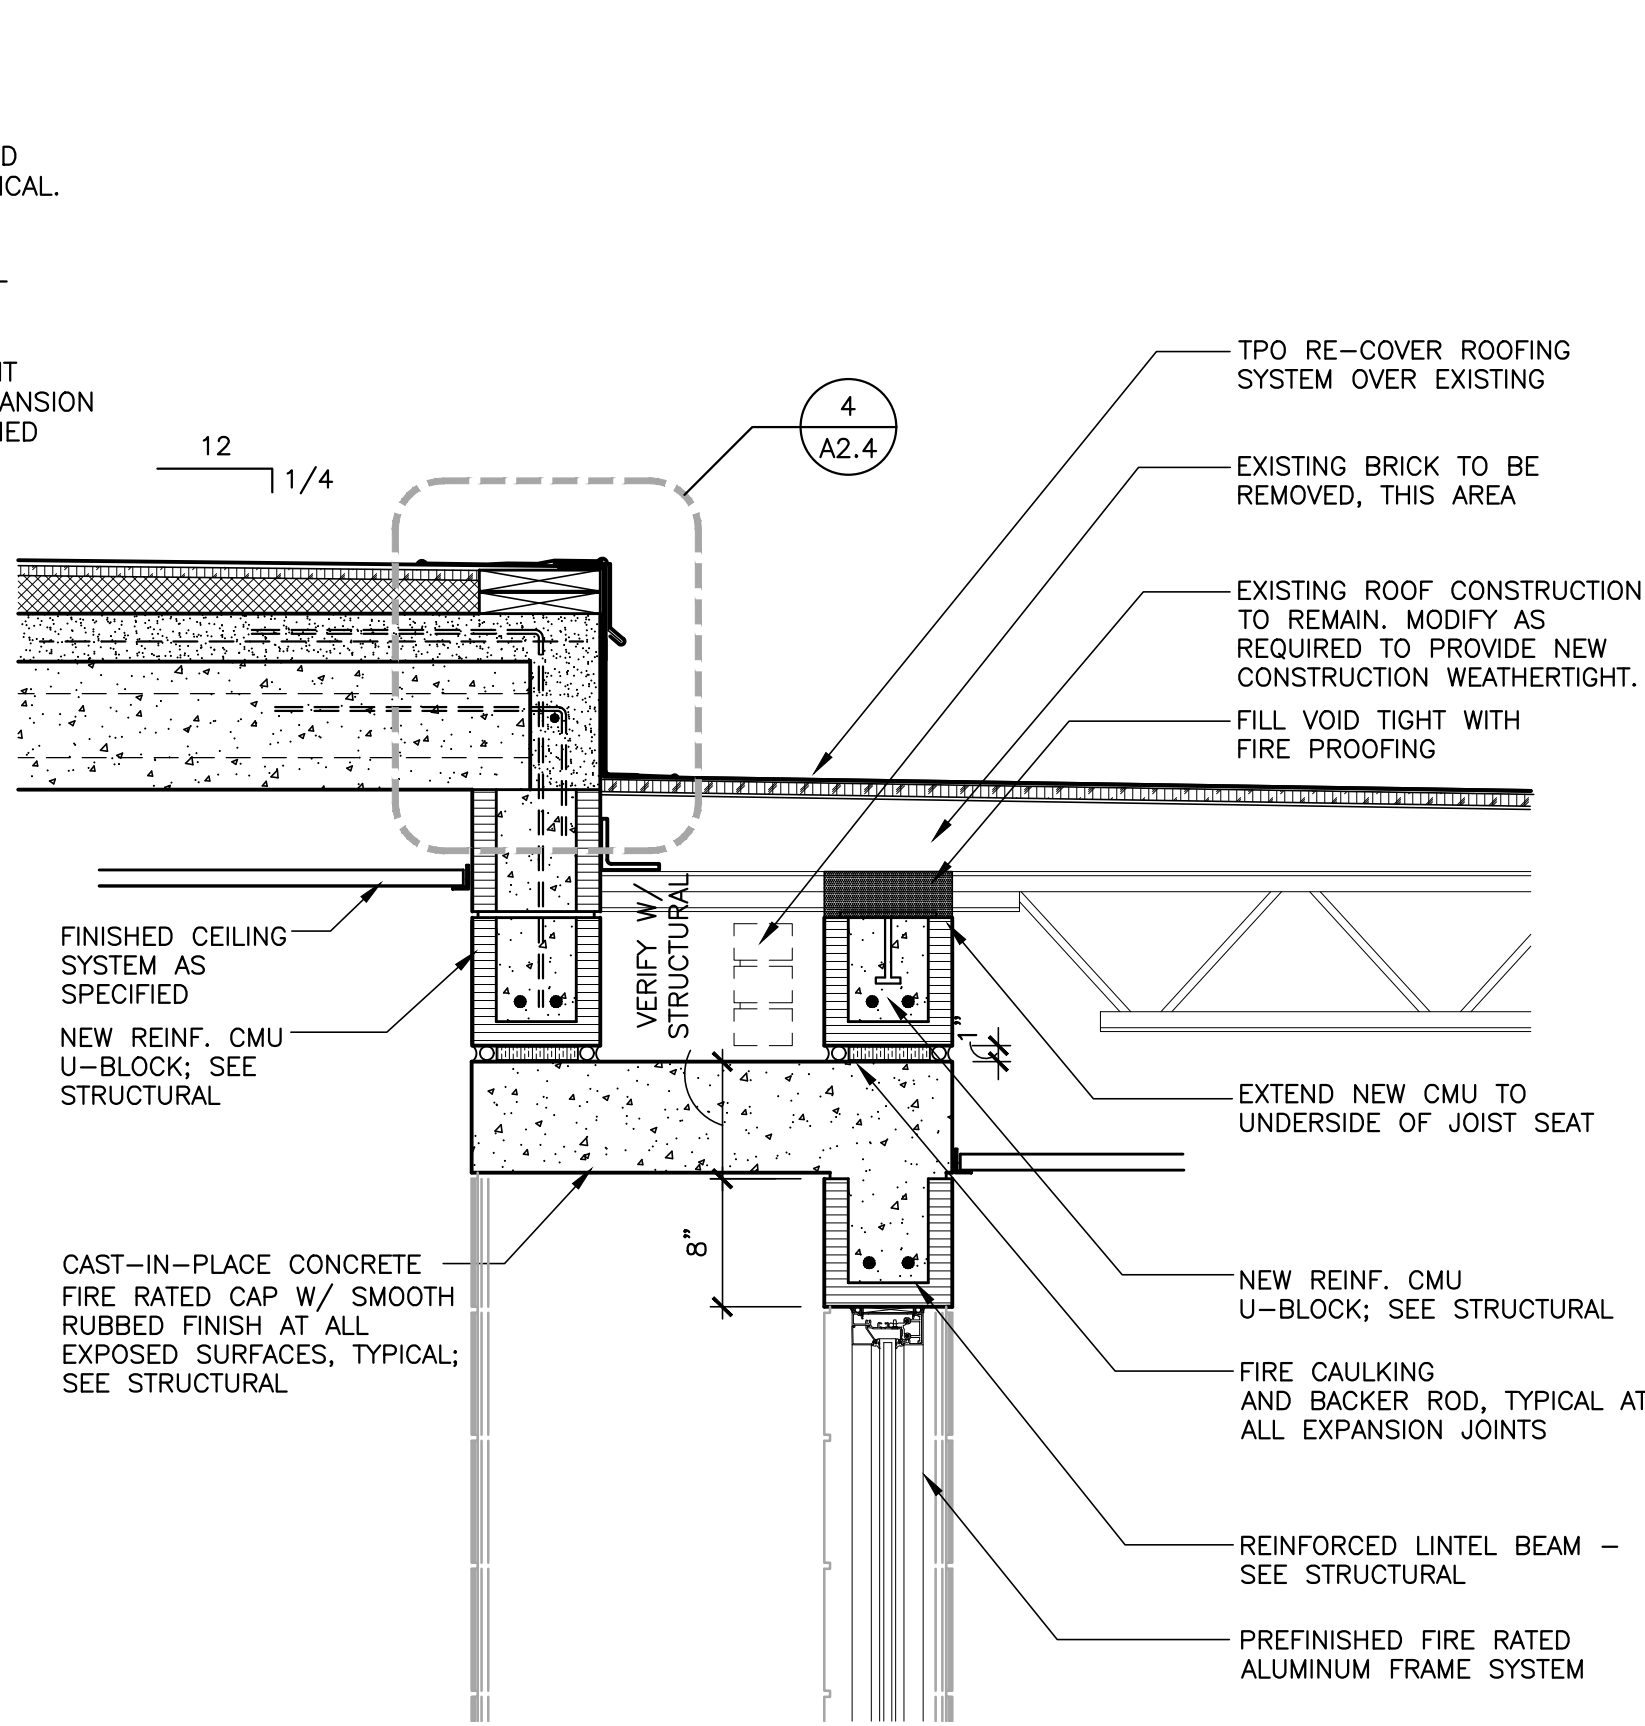 D
ICAL.
ANSION
12
1/4
4
A2.4
TPO RE-COVER ROOFING
SYSTEM OVER EXISTING
EXISTING BRICK TO BE
REMOVED, THIS AREA
EXISTING ROOF CONSTRUCTION
TO REMAIN. MODIFY AS
REQUIRED TO PROVIDE NEW
CONSTRUCTION WEATHERTIGHT.
FILL VOID TIGHT WITH
FIRE PROOFING
FINISHED CEILING
SYSTEM AS
SPECIFIED
NEW REINF. CMU
U-BLOCK; SEE
STRUCTURAL
VERIFY W/
STRUCTURAL
1"
8"
EXTEND NEW CMU TO
UNDERSIDE OF JOIST SEAT
CAST-IN-PLACE CONCRETE
FIRE RATED CAP W/ SMOOTH
RUBBED FINISH AT ALL
EXPOSED SURFACES, TYPICAL;
SEE STRUCTURAL
NEW REINF. CMU
U-BLOCK; SEE STRUCTURAL
FIRE CAULKING
AND BACKER ROD, TYPICAL AT
ALL EXPANSION JOINTS
REINFORCED LINTEL BEAM -
SEE STRUCTURAL
PREFINISHED FIRE RATED
ALUMINUM FRAME SYSTEM